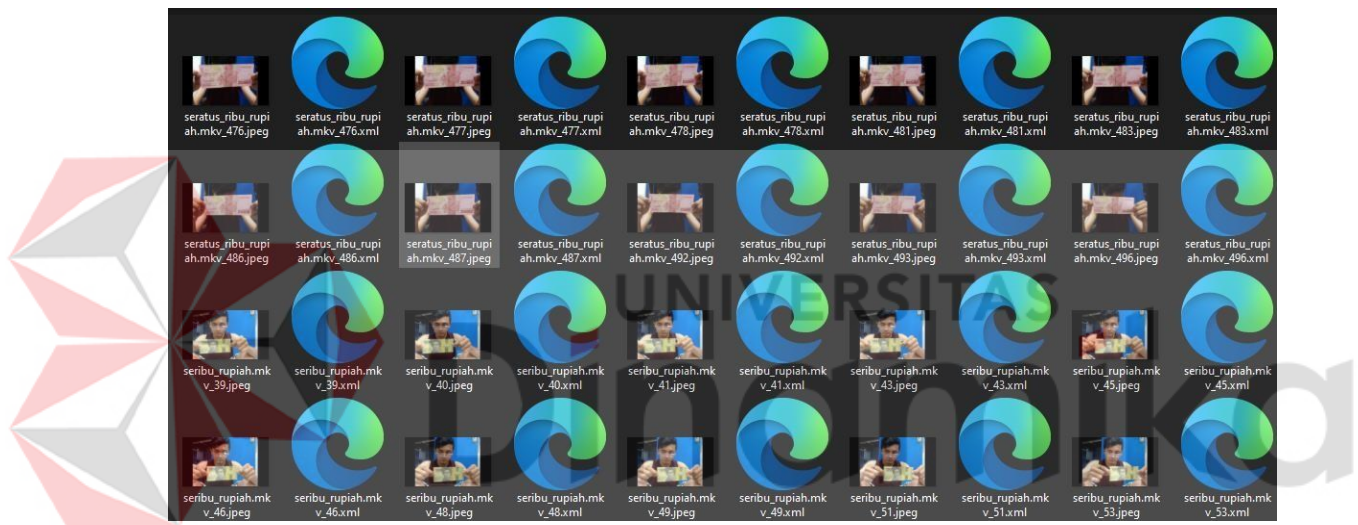 seratus_ribu_rupi
ah.mkv_476.jpeg
seratus_ribu_rupi
ah.mkv_476.xml
seratus_ribu_rupi
ah.mkv_477.jpeg
seratus_ribu_rupi
ah.mkv_477.xml
seratus_ribu_rupi
ah.mkv_478.jpeg
seratus_ribu_rupi
ah.mkv_478.xml
seratus_ribu_rupi
ah.mkv_481.jpeg
seratus_ribu_rupi
ah.mkv_481.xml
seratus_ribu_rupi
ah.mkv_483.jpeg
seratus_ribu_rupi
ah.mkv_483.xml
seratus_ribu_rupi
ah.mkv_486.jpeg
seratus_ribu_rupi
ah.mkv_486.xml
seratus_ribu_rupi
ah.mkv_487.jpeg
seratus_ribu_rupi
ah.mkv_487.xml
seratus_ribu_rupi
ah.mkv_492.jpeg
seratus_ribu_rupi
ah.mkv_492.xml
seratus_ribu_rupi
ah.mkv_493.jpeg
seratus_ribu_rupi
ah.mkv_493.xml
seratus_ribu_rupi
ah.mkv_496.jpeg
seratus_ribu_rupi
ah.mkv_496.xml
UNIVERSITAS
Dinamika
seribu_rupiah.mk
v_39.jpeg
seribu_rupiah.mk
v_39.xml
seribu_rupiah.mk
v_40.jpeg
seribu_rupiah.mk
v_40.xml
seribu_rupiah.mk
v_41.jpeg
seribu_rupiah.mk
v_41.xml
seribu_rupiah.mk
v_43.jpeg
seribu_rupiah.mk
v_43.xml
seribu_rupiah.mk
v_45.jpeg
seribu_rupiah.mk
v_45.xml
seribu_rupiah.mk
v_46.jpeg
seribu_rupiah.mk
v_46.xml
seribu_rupiah.mk
v_48.jpeg
seribu_rupiah.mk
v_48.xml
seribu_rupiah.mk
v_49.jpeg
seribu_rupiah.mk
v_49.xml
seribu_rupiah.mk
v_51.jpeg
seribu_rupiah.mk
v_51.xml
seribu_rupiah.mk
v_53.jpeg
seribu_rupiah.mk
v_53.xml